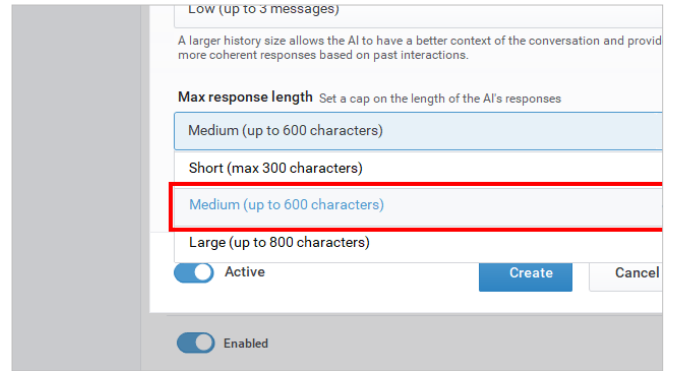 Low (up to 3 messages)
A larger history size allows the AI to have a better context of the conversation and provid
more coherent responses based on past interactions.
Max response length Set a cap on the length of the AI's responses
Medium (up to 600 characters)
Short (max 300 characters)
Medium (up to 600 characters)
Large (up to 800 characters)
Active Create Cancel
Enabled